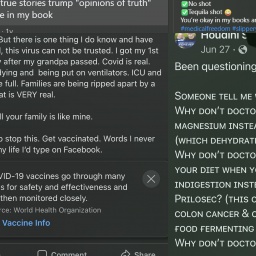 true stories trump "opinions of truth"
e in my book
· 1u
But there is one thing I do know and have
, this virus can not be trusted. I got my 1st
y after my grandpa passed. Covid is real.
dying and being put on ventilators. ICU and
e full. Families are being ripped apart by a
at is VERY real.
ll your family is like mine.
o stop this. Get vaccinated. Words I never
my life I'd type on Facebook.
VID-19 vaccines go through many
s for safety and effectiveness and
then monitored closely.
rce: World Health Organization
Vaccine Info
Comment
Share
✅No shot
✅Tequila shot
You're okay in my books a
#medicalfreedom #slipper
Houdini S
Jun 27 ·
Been questioning
Someone tell me w
Why don't docto
magnesium instea
(which dehydrate
Why don't docto
your diet when yo
indigestion inste
Prilosec? (this c
colon cancer & c
food fermenting
Why don't docto